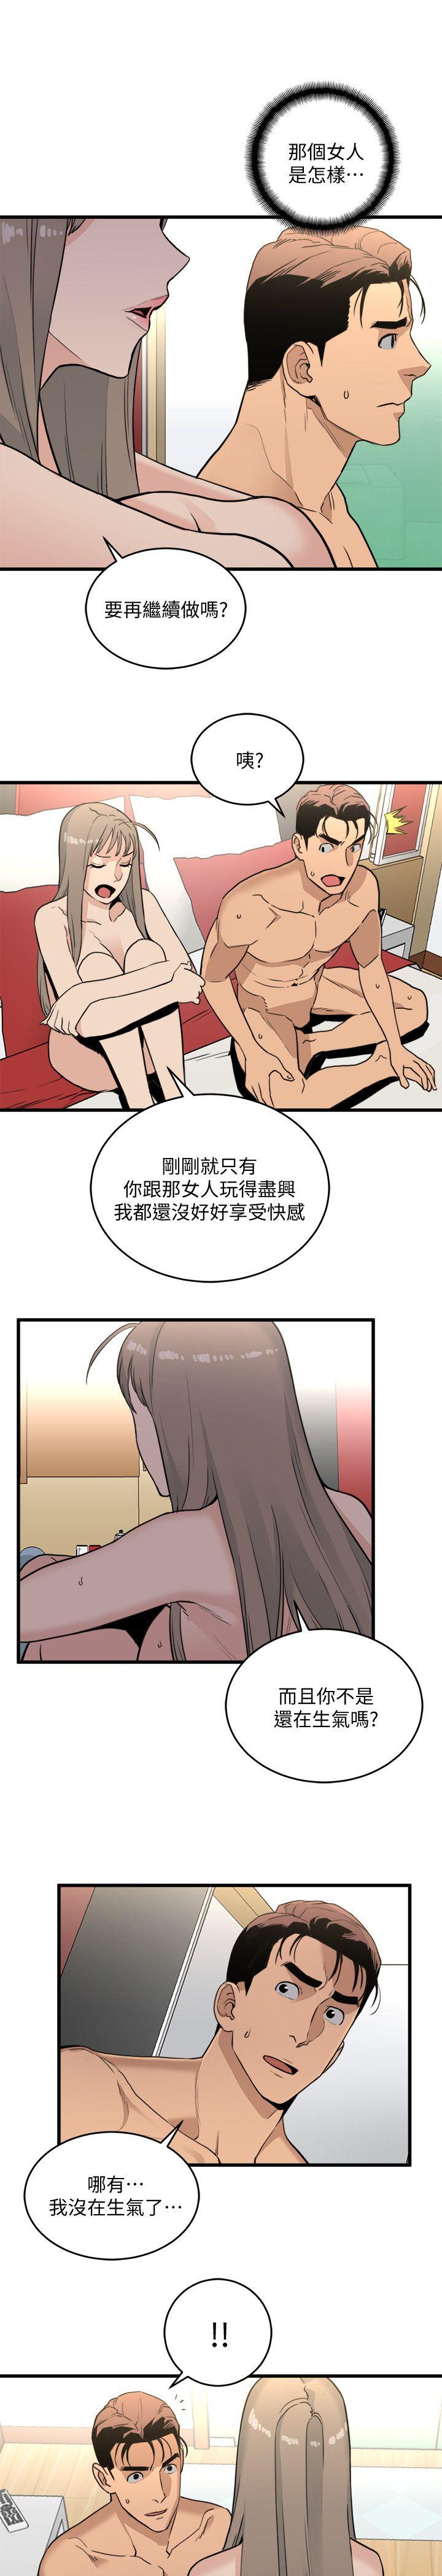 那個女人
是怎樣…
要再繼續做嗎?
咦?
剛剛就只有
你跟那女人玩得盡興
我都還沒好好享受快感
而且你不是
還在生氣嗎?
哪有…
我沒在生氣了…
!!